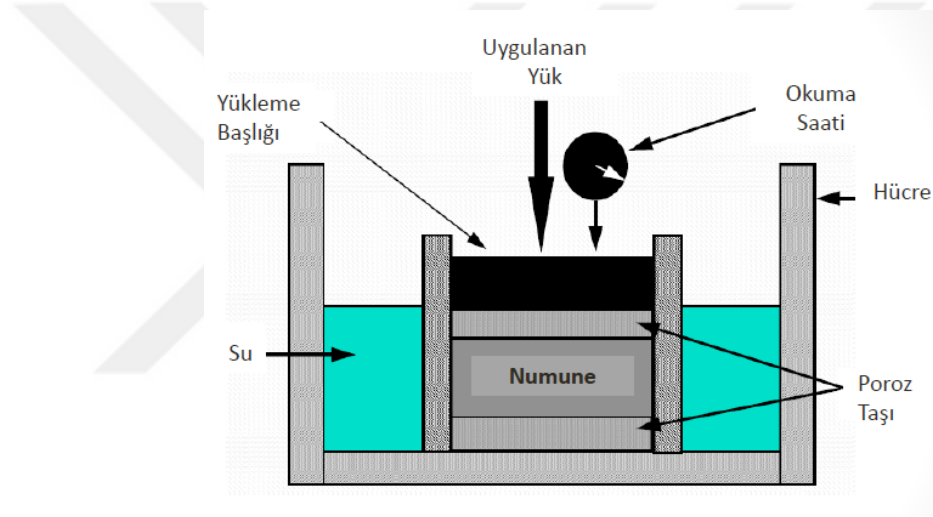 Uygulanan
Yük
Okuma
Saati
Yükleme
Başlığı
Hücre
Su
Numune
Poroz
Taşı